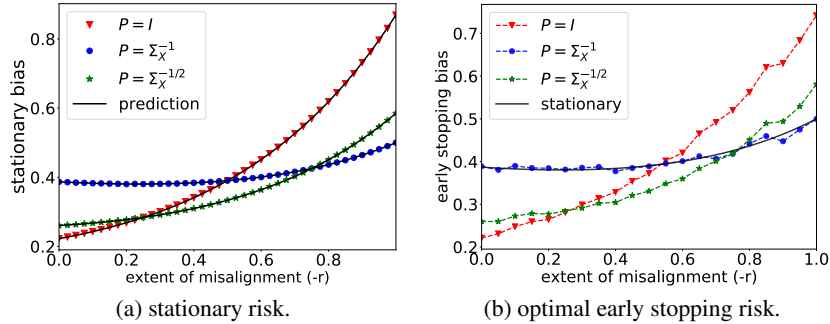 stationary bias
0.8
0.6
0.4
0.2
P = I
P = Σ_X^{-1}
P = Σ_X^{-1/2}
prediction
0.0 0.2 0.4 0.6 0.8
extent of misalignment (-r)
(a) stationary risk.
early stopping bias
0.7
0.6
0.5
0.4
0.3
0.2
P = I
P = Σ_X^{-1}
P = Σ_X^{-1/2}
stationary
0.0 0.2 0.4 0.6 0.8 1.0
extent of misalignment (-r)
(b) optimal early stopping risk.